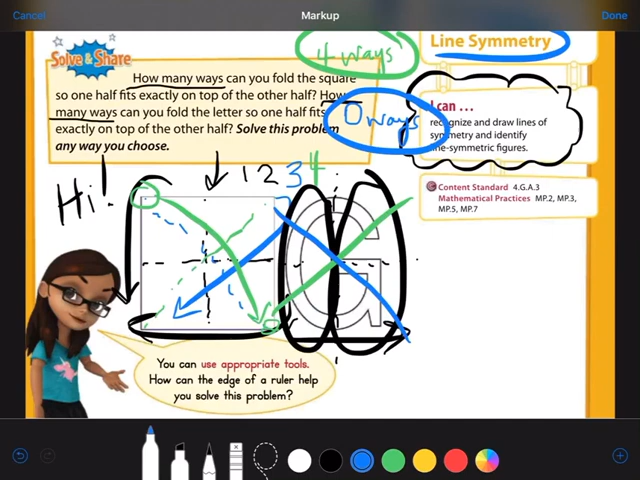 Cancel
Markup
Done
Solve & Share
4 ways
Line Symmetry
How many ways can you fold the square
so one half fits exactly on top of the other half? How
many ways can you fold the letter so one half fits
exactly on top of the other half? Solve this problem
any way you choose.
0 ways
I can ...
recognize and draw lines of
symmetry and identify
line-symmetric figures.
Content Standard 4.G.A.3
Mathematical Practices MP.2, MP.3,
MP.5, MP.7
Hi!
1 2 3 4
G
You can use appropriate tools.
How can the edge of a ruler help
you solve this problem?